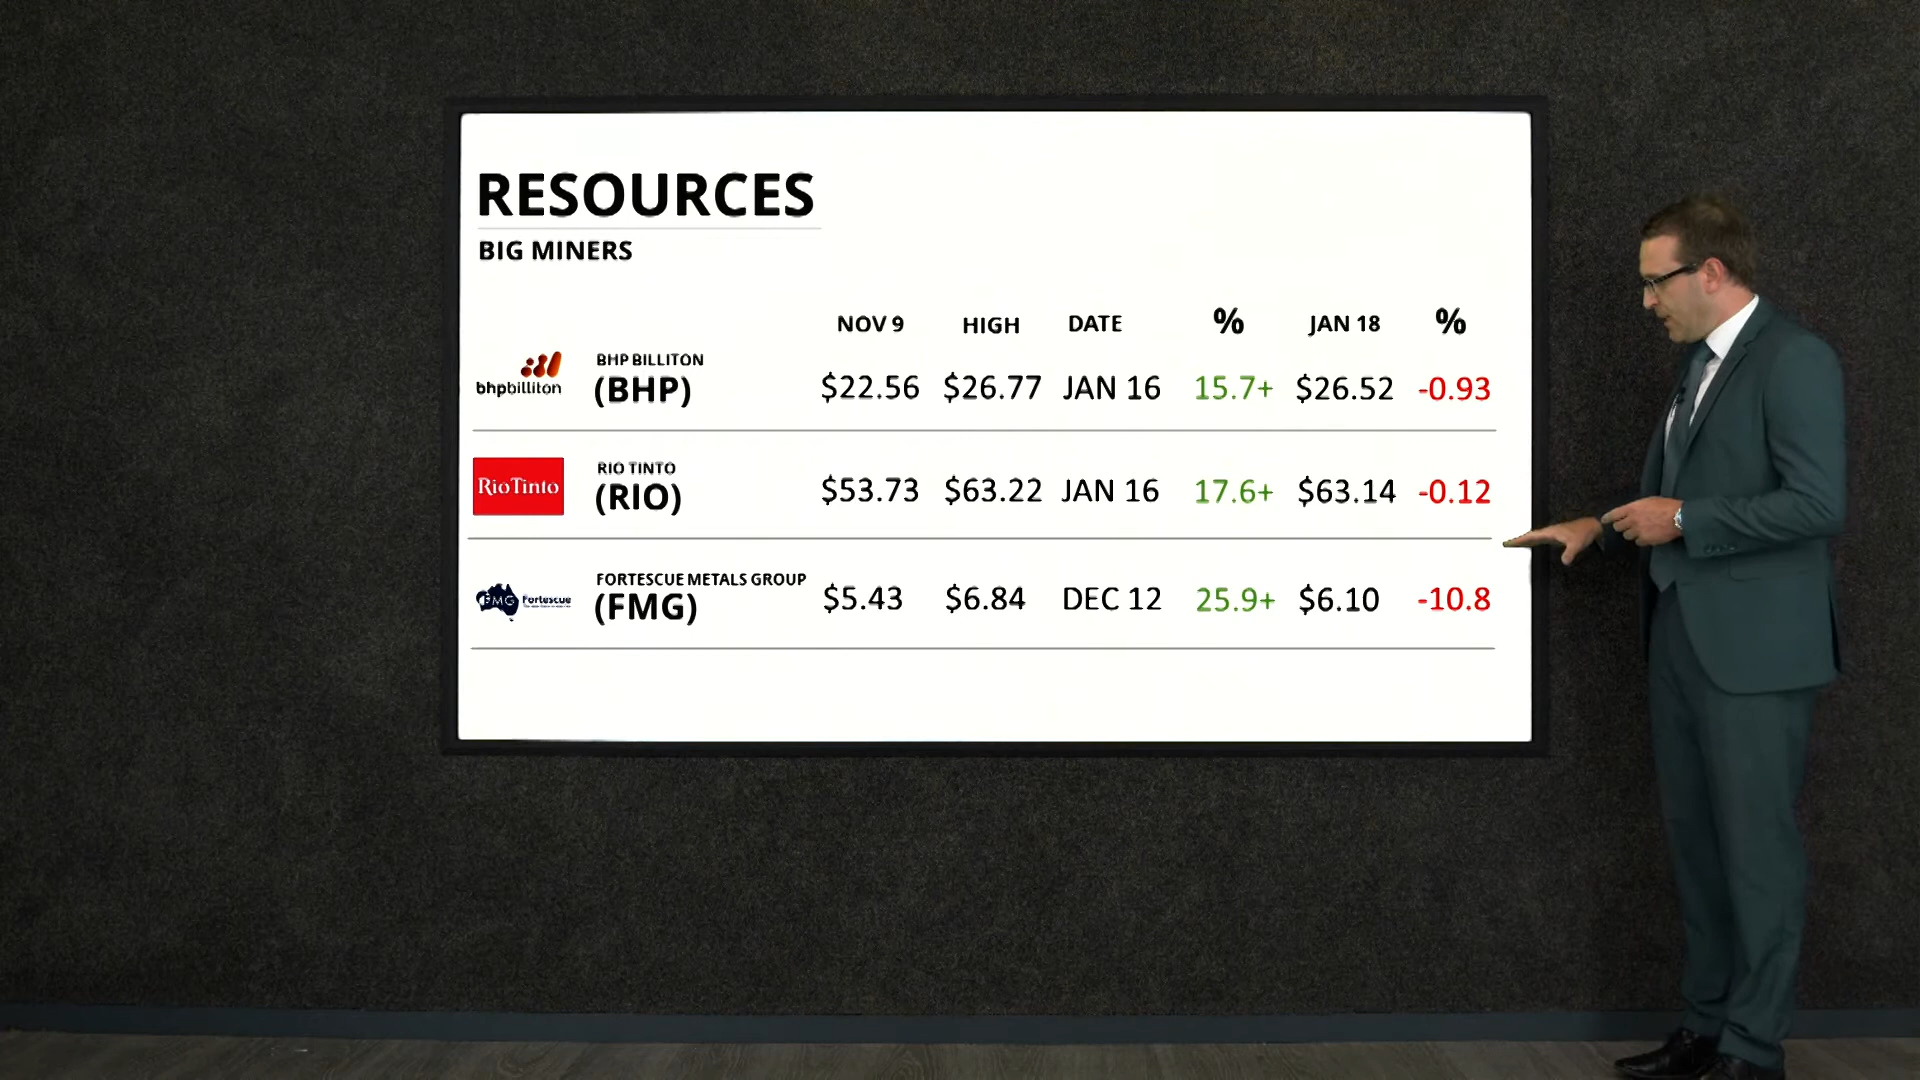 RESOURCES
BIG MINERS
NOV 9 HIGH DATE % JAN 18 %
bhpbilliton
BHP BILLITON
(BHP) $22.56 $26.77 JAN 16 15.7+ $26.52 -0.93
RioTinto
RIO TINTO
(RIO) $53.73 $63.22 JAN 16 17.6+ $63.14 -0.12
FMG Fortescue
FORTESCUE METALS GROUP
(FMG) $5.43 $6.84 DEC 12 25.9+ $6.10 -10.8